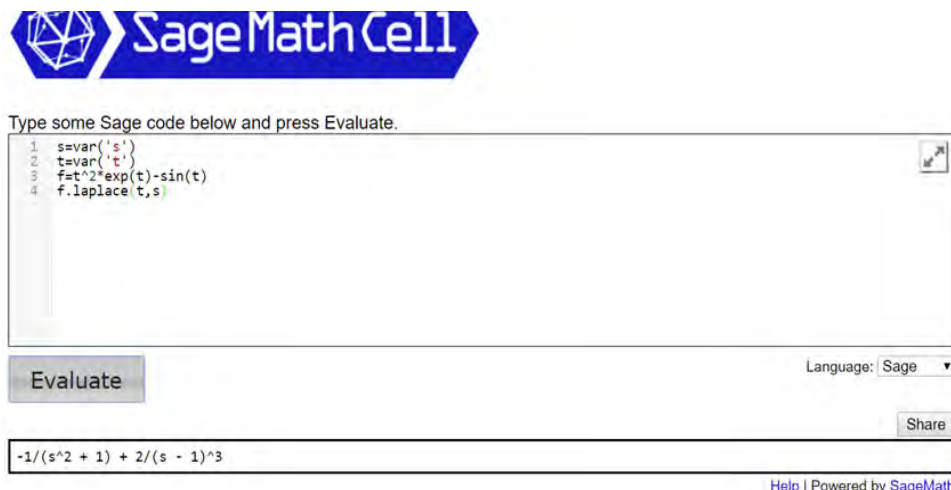 SageMathCell
Type some Sage code below and press Evaluate.
1 s=var('s')
2 t=var('t')
3 f=t^2*exp(t)-sin(t)
4 f.laplace(t,s)
Evaluate
Language: Sage
Share
-1/(s^2 + 1) + 2/(s - 1)^3
Help | Powered by SageMath